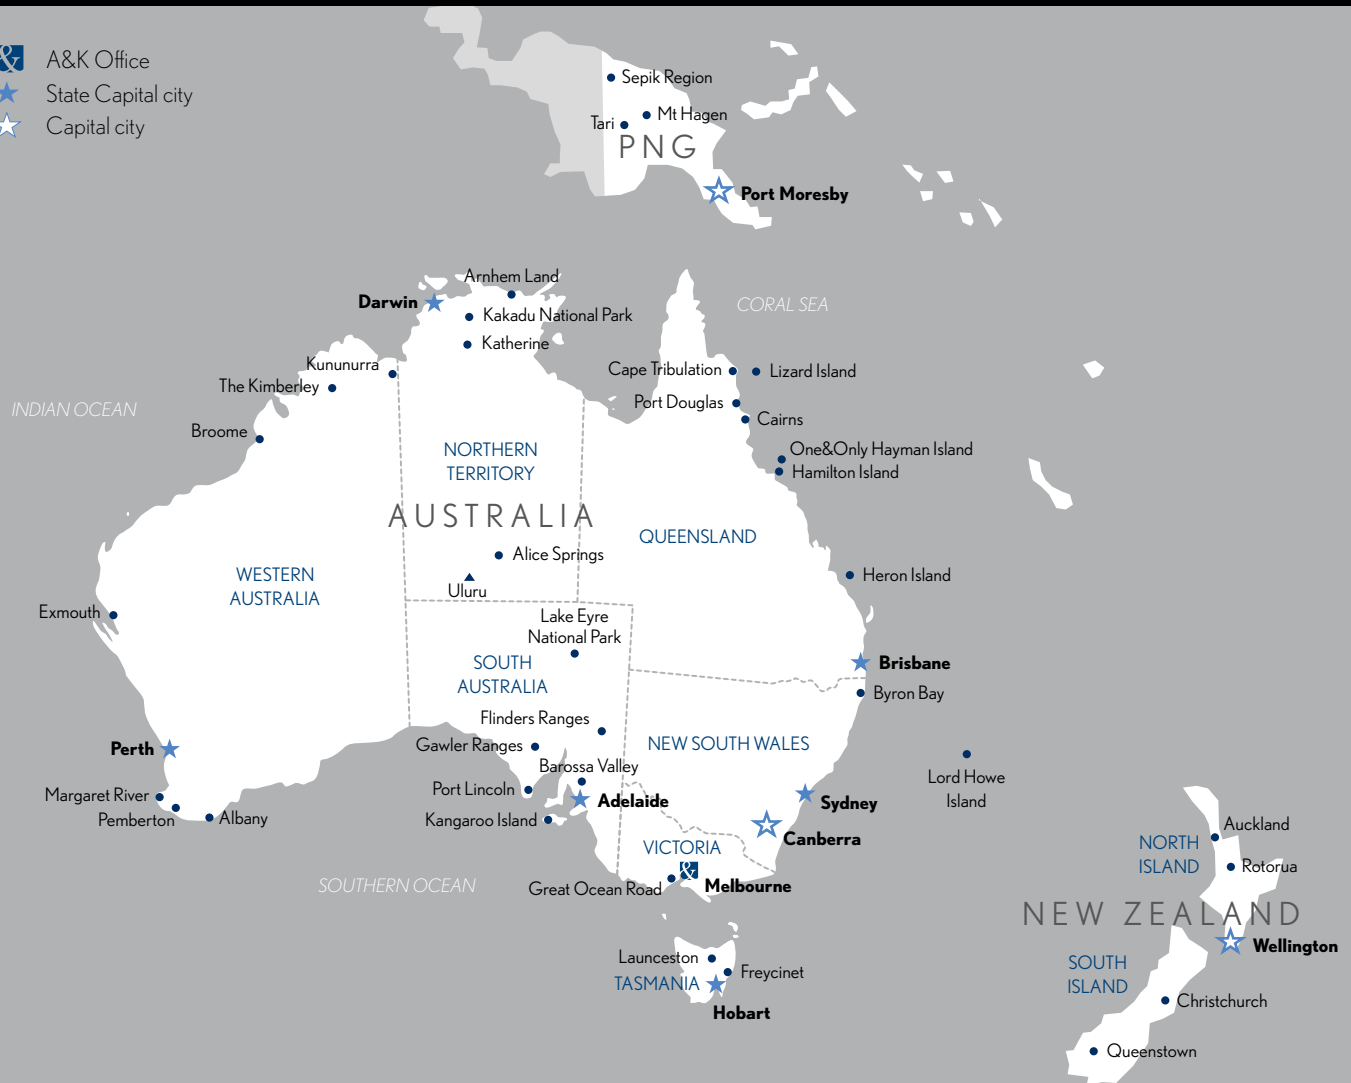 & A&K Office
State Capital city
Capital city
Sepik Region
Mt Hagen
Tari
PNG
Port Moresby
Arnhem Land
Darwin
CORAL SEA
Kakadu National Park
Katherine
Kununurra
The Kimberley
Cape Tribulation
Lizard Island
INDIAN OCEAN
Port Douglas
Cairns
Broome
One&Only Hayman Island
Hamilton Island
NORTHERN
TERRITORY
AUSTRALIA
QUEENSLAND
Alice Springs
WESTERN
AUSTRALIA
Uluru
Heron Island
Exmouth
Lake Eyre
National Park
SOUTH
AUSTRALIA
Brisbane
Byron Bay
Flinders Ranges
Gawler Ranges
NEW SOUTH WALES
Perth
Barossa Valley
Lord Howe
Island
Port Lincoln
Adelaide
Sydney
Margaret River
Pemberton
Albany
Kangaroo Island
Canberra
Auckland
VICTORIA
NORTH
ISLAND
Rotorua
SOUTHERN OCEAN
Great Ocean Road
&
Melbourne
NEW ZEALAND
Wellington
Launceston
Freycinet
TASMANIA
Hobart
SOUTH
ISLAND
Christchurch
Queenstown